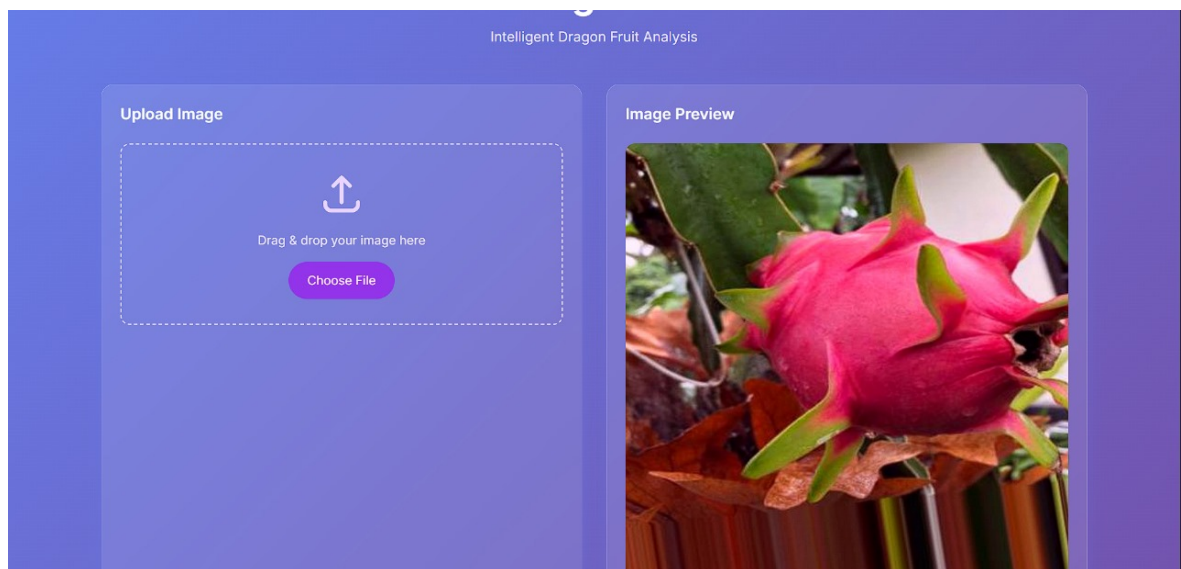 Intelligent Dragon Fruit Analysis
Upload Image
Drag & drop your image here
Choose File
Image Preview